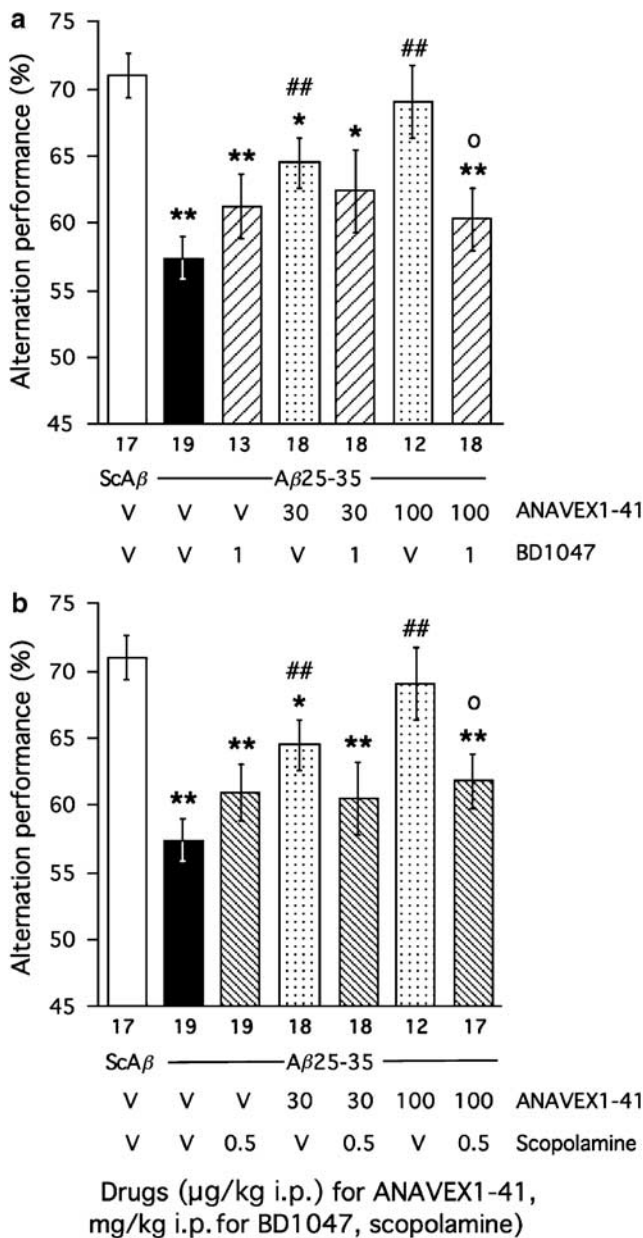 a
Alternation performance (%)
75
70
65
60
55
50
45
**
**
##
*
*
##
o
**
17 19 13 18 18 12 18
ScAβ Aβ25-35
V V V 30 30 100 100 ANAVEX1-41
V V 1 V 1 V 1 BD1047
b
Alternation performance (%)
75
70
65
60
55
50
45
**
**
##
*
**
##
o
**
17 19 19 18 18 12 17
ScAβ Aβ25-35
V V V 30 30 100 100 ANAVEX1-41
V V 0.5 V 0.5 V 0.5 Scopolamine
Drugs (μg/kg i.p.) for ANAVEX1-41,
mg/kg i.p. for BD1047, scopolamine)